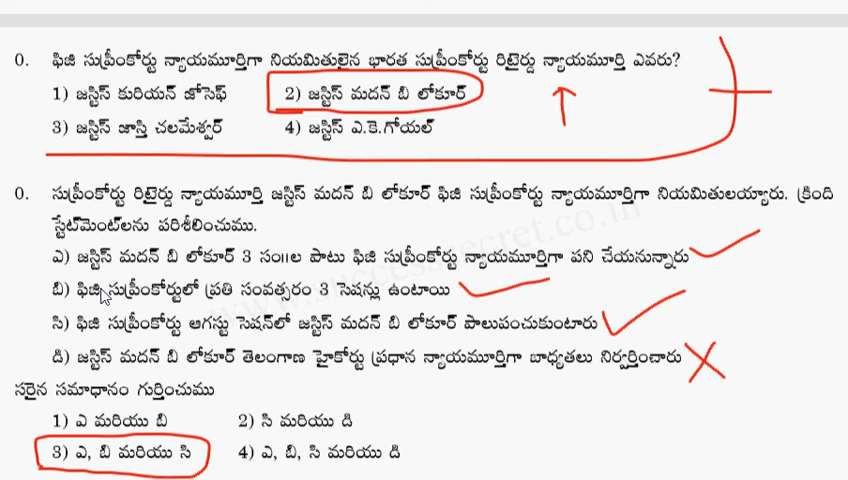 0. ఫిజి సుప్రీంకోర్టు న్యాయమూర్తిగా నియమితులైన భారత సుప్రీంకోర్టు రిటైర్డు న్యాయమూర్తి ఎవరు?
1) జస్టిస్ కురియన్ జోసెఫ్ 2) జస్టిస్ మదన్ బి లోకూర్
3) జస్టిస్ జాస్తి చలమేశ్వర్ 4) జస్టిస్ ఎ.కె.గోయల్
0. సుప్రీంకోర్టు రిటైర్డు న్యాయమూర్తి జస్టిస్ మదన్ బి లోకూర్ ఫిజి సుప్రీంకోర్టు న్యాయమూర్తిగా నియమితులయ్యారు. క్రింది
స్టేట్‌మెంట్‌లను పరిశీలించుము.
ఎ) జస్టిస్ మదన్ బి లోకూర్ 3 సం॥ల పాటు ఫిజి సుప్రీంకోర్టు న్యాయమూర్తిగా పని చేయనున్నారు
బి) ఫిజి సుప్రీంకోర్టులో ప్రతి సంవత్సరం 3 సెషన్లు ఉంటాయి
సి) ఫిజి సుప్రీంకోర్టు ఆగస్టు సెషన్‌లో జస్టిస్ మదన్ బి లోకూర్ పాలుపంచుకుంటారు
డి) జస్టిస్ మదన్ బి లోకూర్ తెలంగాణ హైకోర్టు ప్రధాన న్యాయమూర్తిగా బాధ్యతలు నిర్వర్తించారు
సరైన సమాధానం గుర్తించుము
1) ఎ మరియు బి 2) సి మరియు డి
3) ఎ, బి మరియు సి 4) ఎ, బి, సి మరియు డి